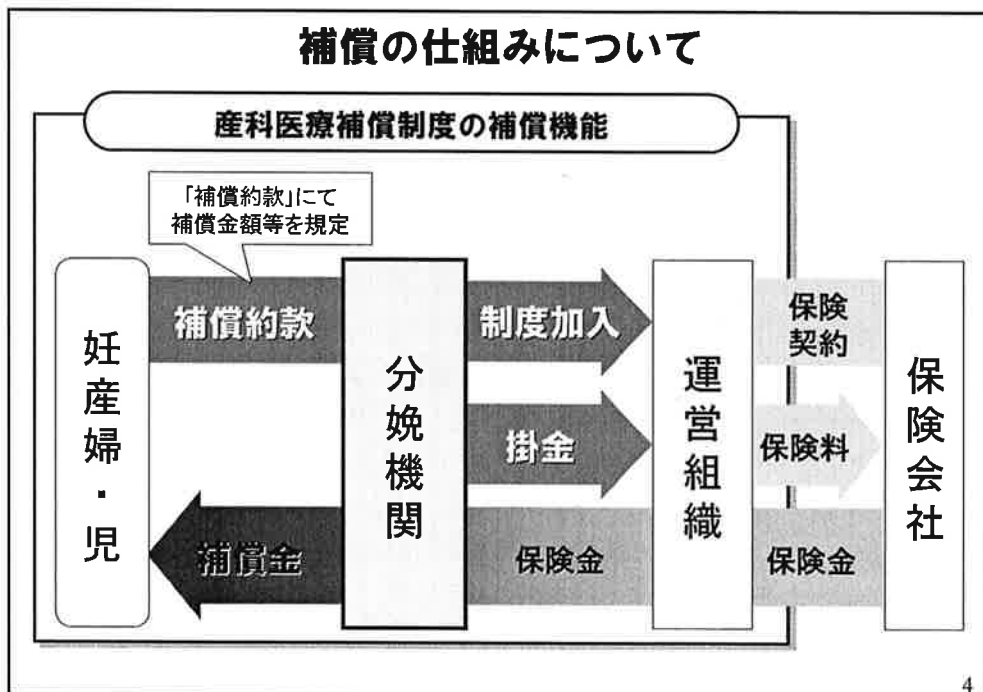 補償の仕組みについて
産科医療補償制度の補償機能
「補償約款」にて
補償金額等を規定
妊産婦・児
補償約款
分娩機関
制度加入
運営組織
保険
契約
保険会社
掛金
保険料
補償金
保険金
保険金
4